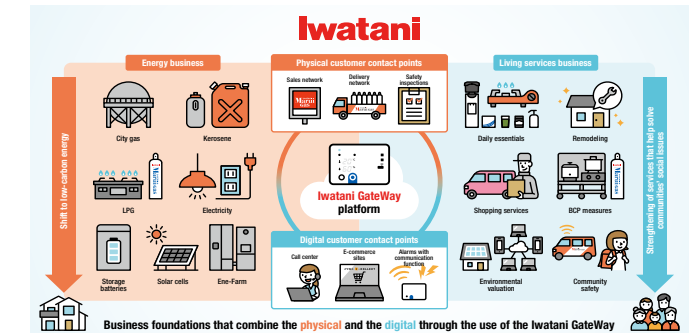 Iwatani
Energy business
Physical customer contact points
Living services business
Sales network
Delivery
network
Safety
inspections
Marui
City gas
Kerosene
Daily essentials
Remodeling
Shift to low-carbon energy
Strengthening of services that help solve
communities' social issues
Iwatani GateWay
platform
LPG
Electricity
Shopping services
BCP measures
Digital customer contact points
Call center
E-commerce
sites
Alarms with
communication
function
Storage
batteries
Solar cells
Ene-Farm
Environmental
valuation
Community
safety
Business foundations that combine the physical and the digital through the use of the Iwatani GateWay